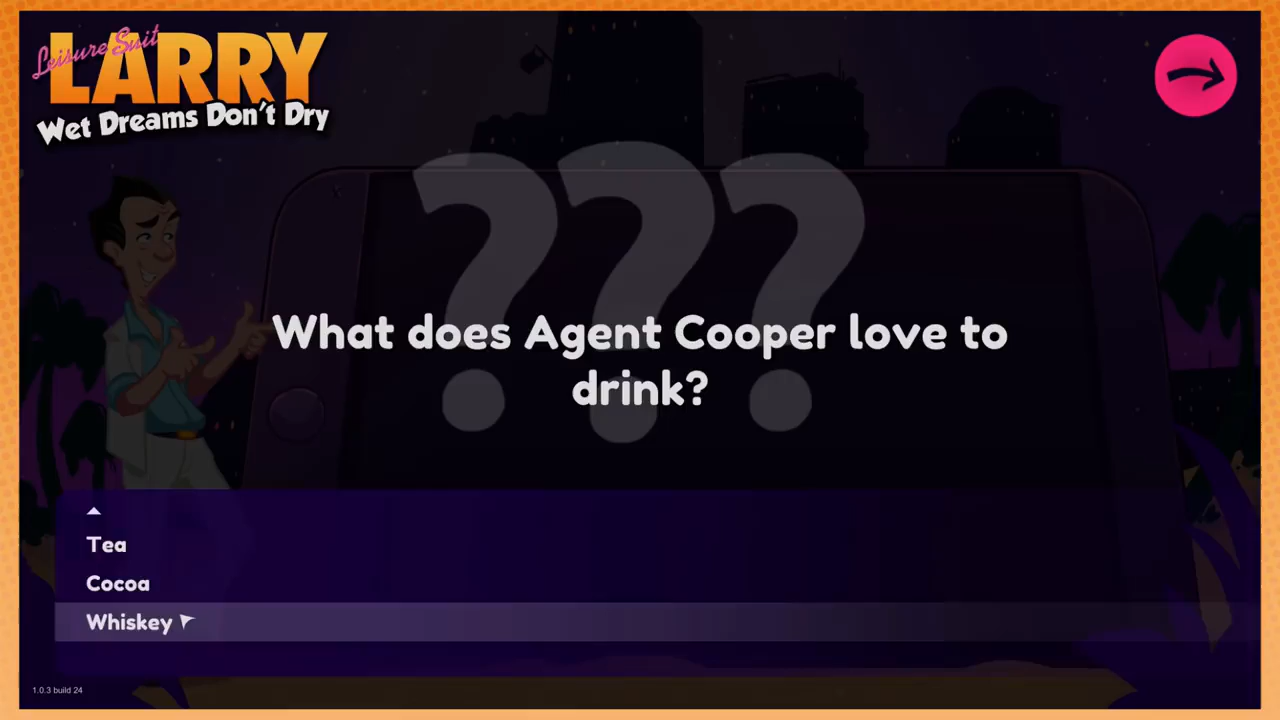 Leisure Suit
LARRY
Wet Dreams Don't Dry
???
What does Agent Cooper love to
drink?
Tea
Cocoa
Whiskey
1.0.3 build 24